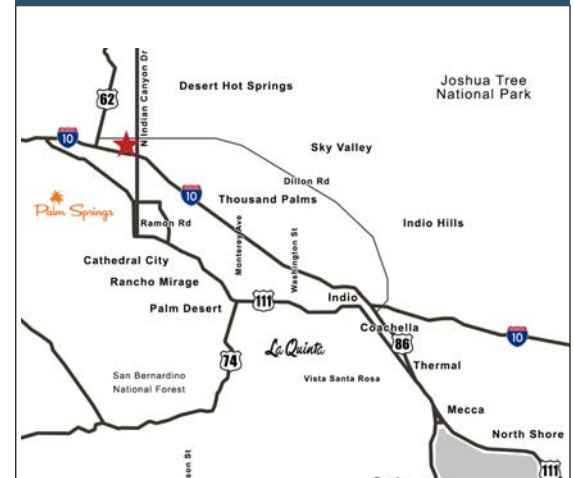 N Indian Canyon Dr
Desert Hot Springs
Joshua Tree
National Park
62
10
Sky Valley
Dillon Rd
10
Thousand Palms
Palm Springs
Ramon Rd
Indio Hills
Monterey Ave
Washington St
Cathedral City
Rancho Mirage
Palm Desert
111
Indio
Coachella
10
La Quinta
86
74
Thermal
San Bernardino
National Forest
Vista Santa Rosa
Mecca
North Shore
111